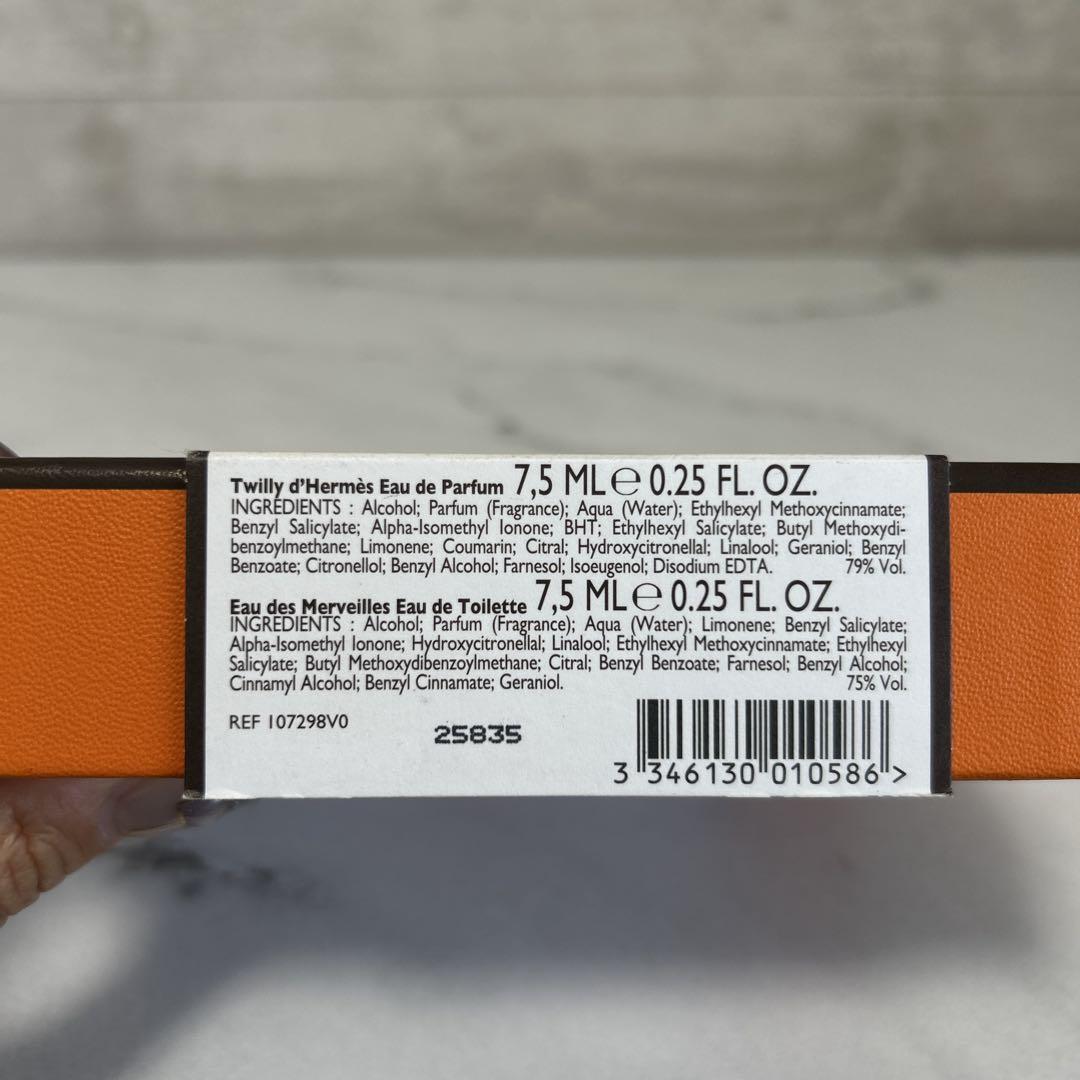 Twilly d'Hermès Eau de Parfum 7,5 ML ℮ 0.25 FL. OZ.
INGREDIENTS : Alcohol; Parfum (Fragrance); Aqua (Water); Ethylhexyl Methoxycinnamate;
Benzyl Salicylate; Alpha-Isomethyl Ionone; BHT; Ethylhexyl Salicylate; Butyl Methoxydi-
benzoylmethane; Limonene; Coumarin; Citral; Hydroxycitronellal; Linalool; Geraniol; Benzyl
Benzoate; Citronellol; Benzyl Alcohol; Farnesol; Isoeugenol; Disodium EDTA. 79% Vol.
Eau des Merveilles Eau de Toilette 7,5 ML ℮ 0.25 FL. OZ.
INGREDIENTS : Alcohol; Parfum (Fragrance); Aqua (Water); Limonene; Benzyl Salicylate;
Alpha-Isomethyl Ionone; Hydroxycitronellal; Linalool; Ethylhexyl Methoxycinnamate; Ethylhexyl
Salicylate; Butyl Methoxydibenzoylmethane; Citral; Benzyl Benzoate; Farnesol; Benzyl Alcohol;
Cinnamyl Alcohol; Benzyl Cinnamate; Geraniol. 75% Vol.
REF 107298V0
25835
3 346130 010586 >